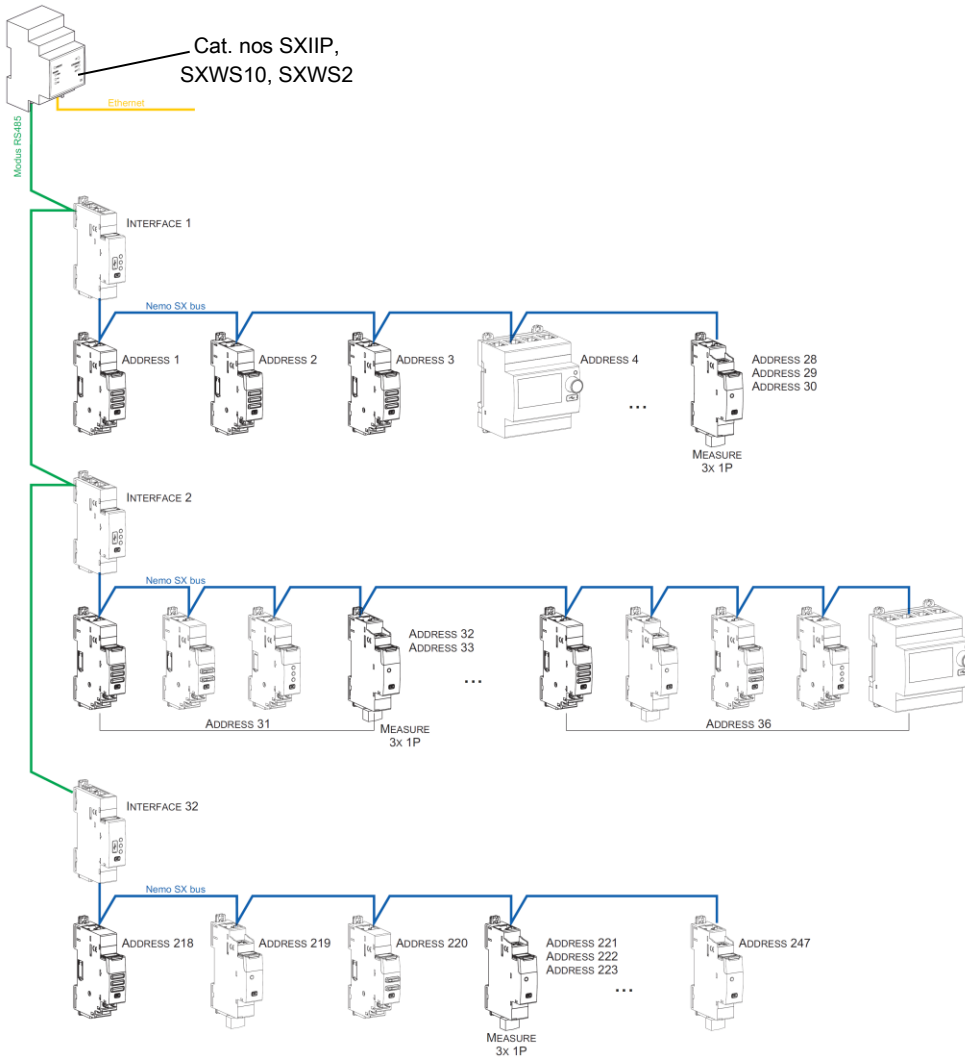 Cat. nos SXIIP,
SXWS10, SXWS2
Ethernet
Modus RS485
INTERFACE 1
Nemo SX bus
ADDRESS 1
ADDRESS 2
ADDRESS 3
ADDRESS 4
ADDRESS 28
ADDRESS 29
ADDRESS 30
...
MEASURE
3X 1P
INTERFACE 2
Nemo SX bus
ADDRESS 32
ADDRESS 33
...
ADDRESS 31
MEASURE
3X 1P
ADDRESS 36
INTERFACE 32
Nemo SX bus
ADDRESS 218
ADDRESS 219
ADDRESS 220
ADDRESS 221
ADDRESS 222
ADDRESS 223
ADDRESS 247
...
MEASURE
3X 1P